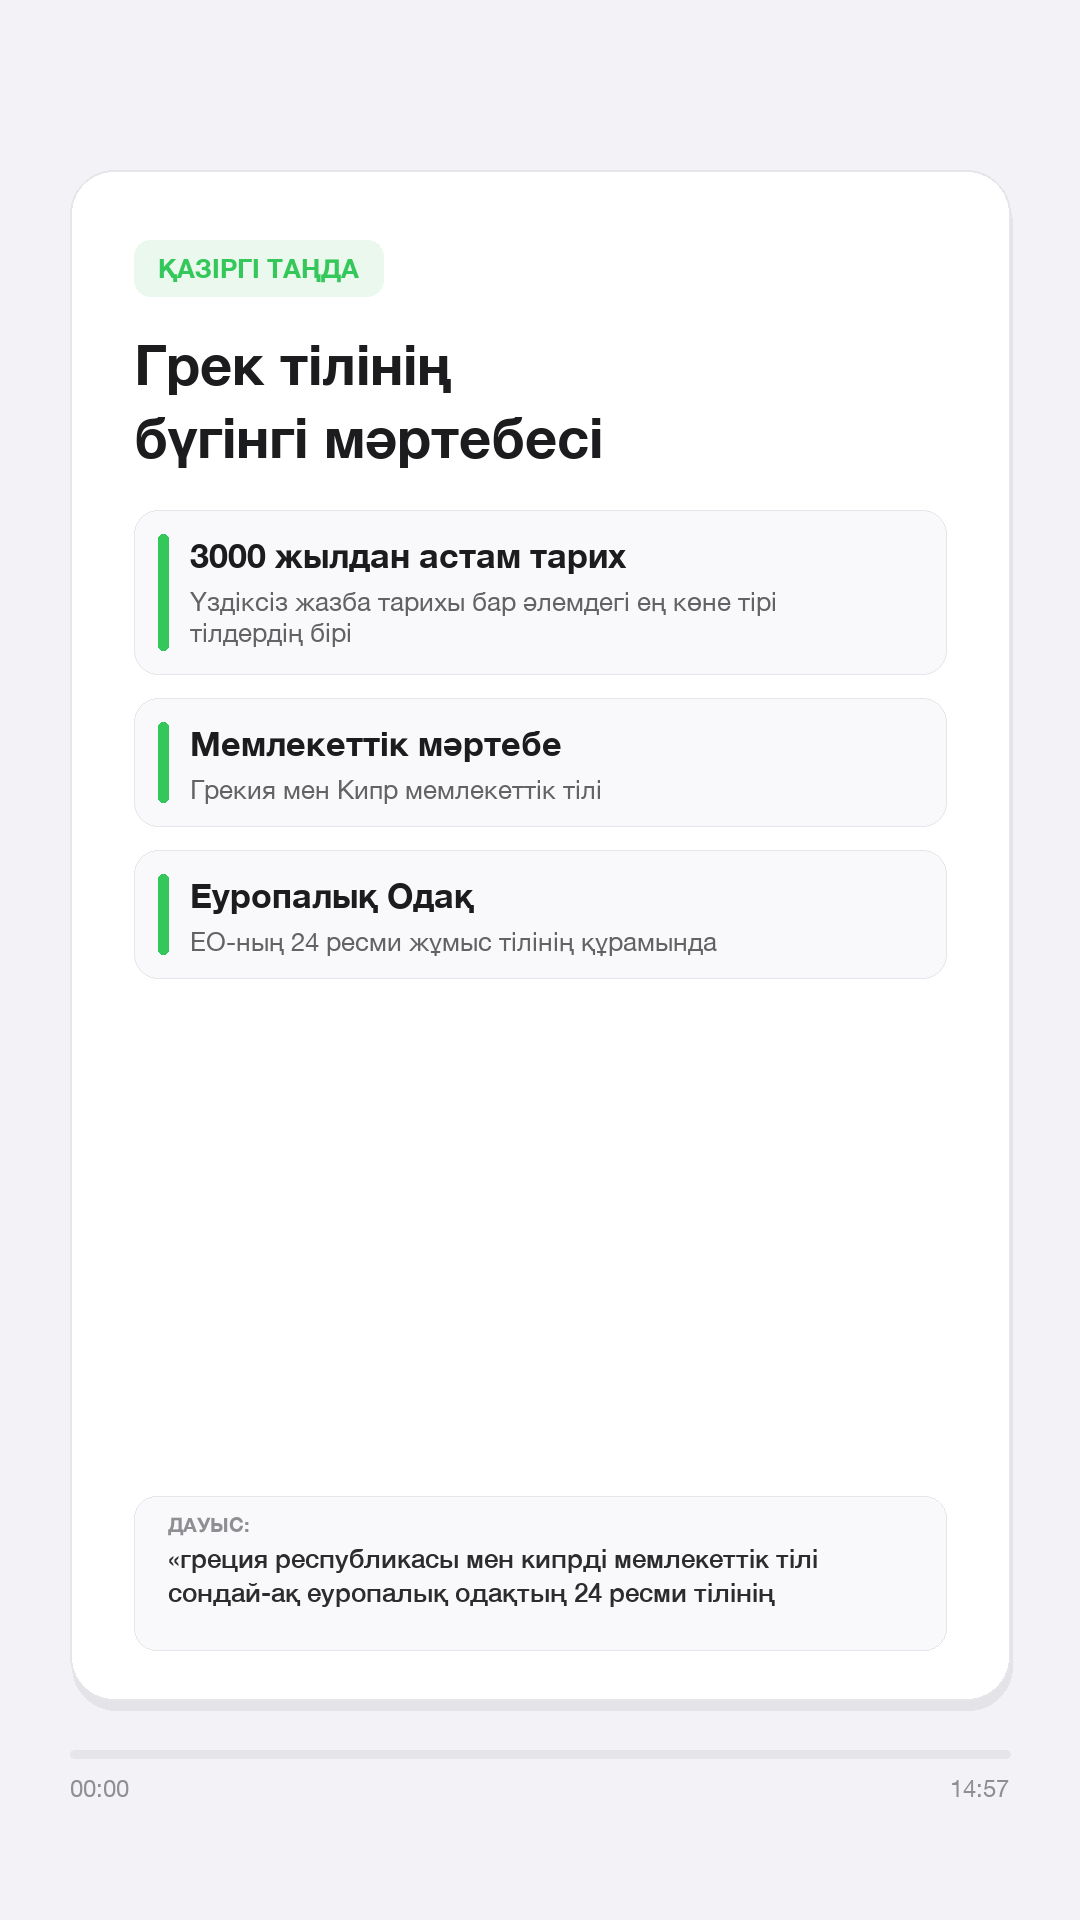 ҚАЗІРГІ ТАҢДА
Грек тілінің
бүгінгі мәртебесі
3000 жылдан астам тарих
Үздіксіз жазба тарихы бар әлемдегі ең көне тірі
тілдердің бірі
Мемлекеттік мәртебе
Грекия мен Кипр мемлекеттік тілі
Еуропалық Одақ
ЕО-ның 24 ресми жұмыс тілінің құрамында
ДАУЫС:
«греция республикасы мен кипрді мемлекеттік тілі
сондай-ақ еуропалық одақтың 24 ресми тілінің
00:00
14:57